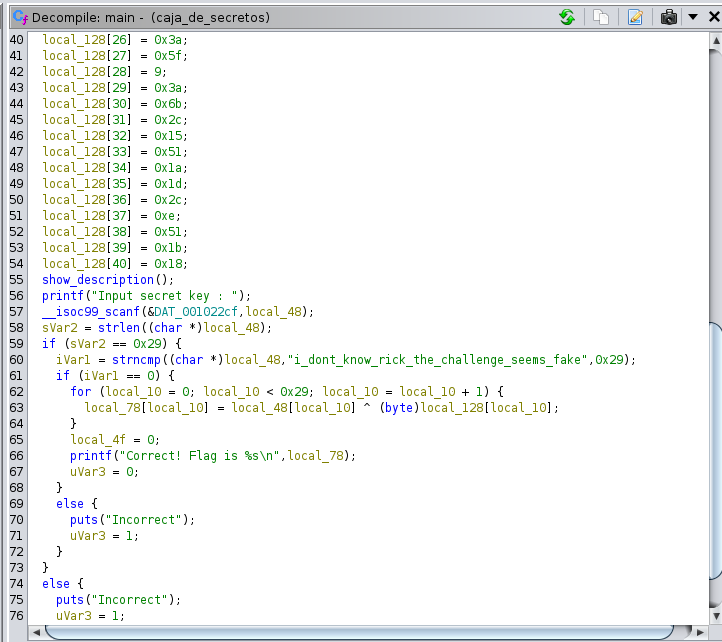 Decompile: main - (caja_de_secretos)
40 local_128[26] = 0x3a;
41 local_128[27] = 0x5f;
42 local_128[28] = 9;
43 local_128[29] = 0x3a;
44 local_128[30] = 0x6b;
45 local_128[31] = 0x2c;
46 local_128[32] = 0x15;
47 local_128[33] = 0x51;
48 local_128[34] = 0x1a;
49 local_128[35] = 0x1d;
50 local_128[36] = 0x2c;
51 local_128[37] = 0xe;
52 local_128[38] = 0x51;
53 local_128[39] = 0x1b;
54 local_128[40] = 0x18;
55 show_description();
56 printf("Input secret key : ");
57 __isoc99_scanf(&DAT_001022cf,local_48);
58 sVar2 = strlen((char *)local_48);
59 if (sVar2 == 0x29) {
60 iVar1 = strncmp((char *)local_48,"i_dont_know_rick_the_challenge_seems_fake",0x29);
61 if (iVar1 == 0) {
62 for (local_10 = 0; local_10 < 0x29; local_10 = local_10 + 1) {
63 local_78[local_10] = local_48[local_10] ^ (byte)local_128[local_10];
64 }
65 local_4f = 0;
66 printf("Correct! Flag is %s\n",local_78);
67 uVar3 = 0;
68 }
69 else {
70 puts("Incorrect");
71 uVar3 = 1;
72 }
73 }
74 else {
75 puts("Incorrect");
76 uVar3 = 1;